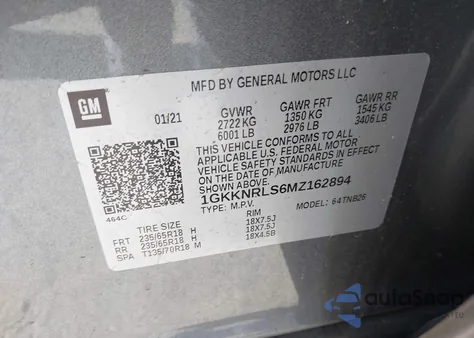 MFD BY GENERAL MOTORS LLC
GM
01/21 GVWR GAWR FRT GAWR RR
2722 KG 1350 KG 1545 KG
6001 LB 2976 LB 3406 LB
THIS VEHICLE CONFORMS TO ALL
APPLICABLE U.S. FEDERAL MOTOR
VEHICLE SAFETY STANDARDS IN EFFECT
ON THE DATE OF MANUFACTURE SHOWN ABOVE.
1GKKNRLS6MZ162894
TYPE: M.P.V. MODEL: 64TNB26
464C
TIRE SIZE RIM
FRT 235/65R18 H 18X7.5J
RR 235/65R18 H 18X7.5J
SPA T135/70R18 M 18X4.5B
autoSnap